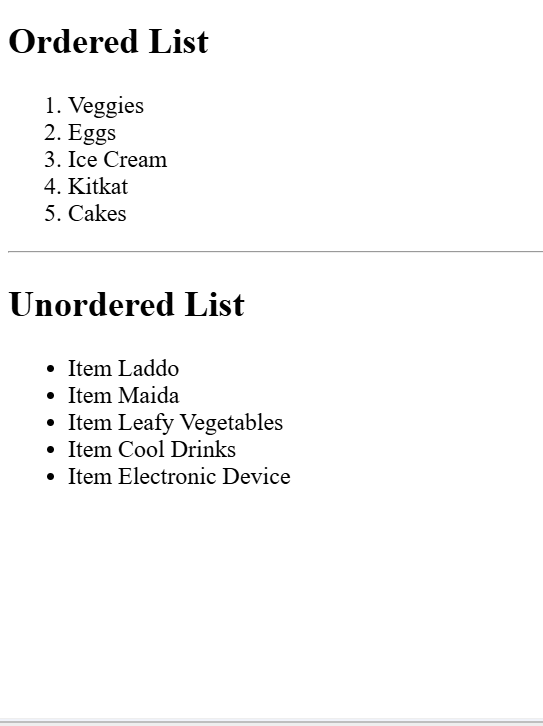 Ordered List
1. Veggies
2. Eggs
3. Ice Cream
4. Kitkat
5. Cakes
Unordered List
• Item Laddo
• Item Maida
• Item Leafy Vegetables
• Item Cool Drinks
• Item Electronic Device